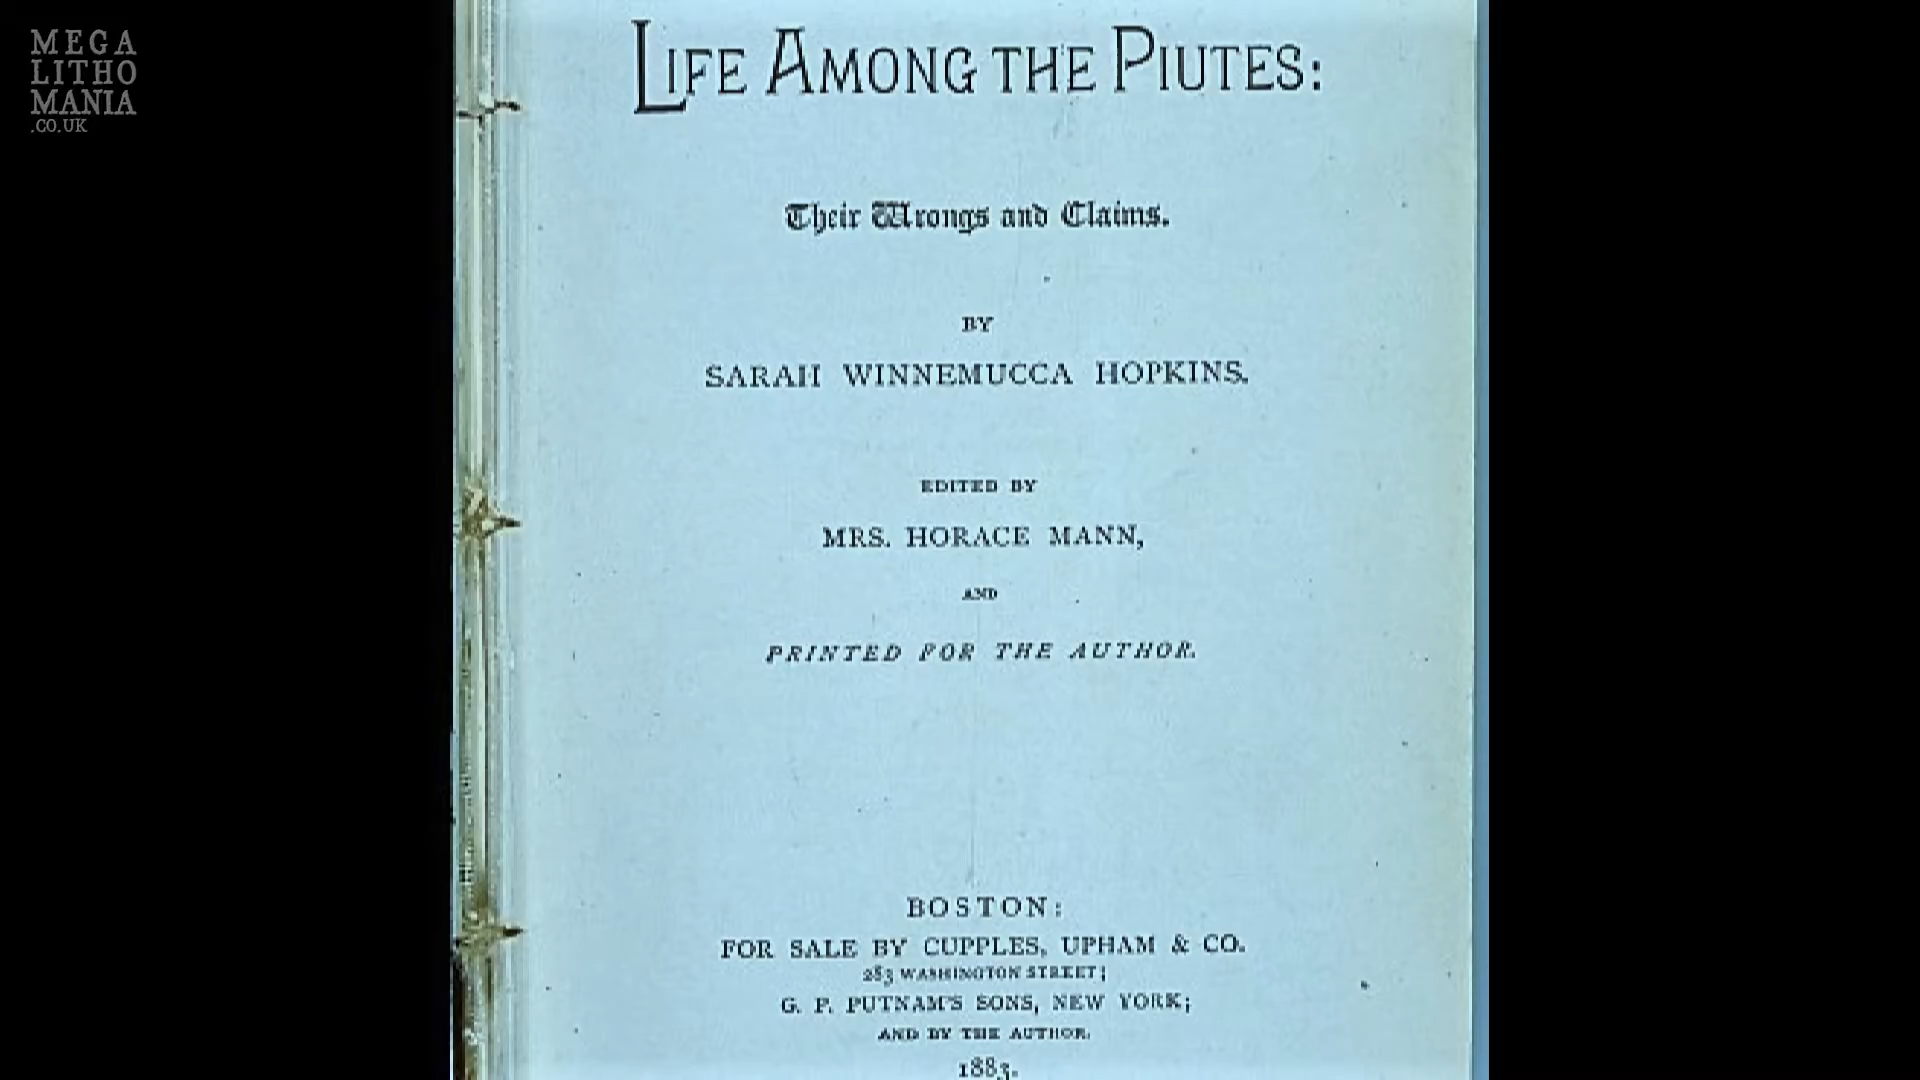 MEGA
LITHO
MANIA
.CO.UK
LIFE AMONG THE PIUTES:
Their Wrongs and Claims.
BY
SARAH WINNEMUCCA HOPKINS.
EDITED BY
MRS. HORACE MANN,
AND
PRINTED FOR THE AUTHOR.
BOSTON:
FOR SALE BY CUPPLES, UPHAM & CO.
283 WASHINGTON STREET;
G. P. PUTNAM'S SONS, NEW YORK;
AND BY THE AUTHOR.
1883.